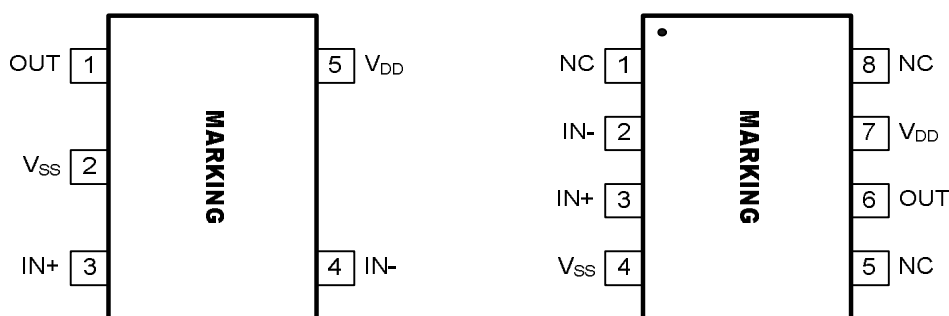 OUT 1
5 VDD
VSS 2
IN+ 3
4 IN-
MARKING
NC 1
8 NC
IN- 2
7 VDD
IN+ 3
6 OUT
VSS 4
5 NC
MARKING